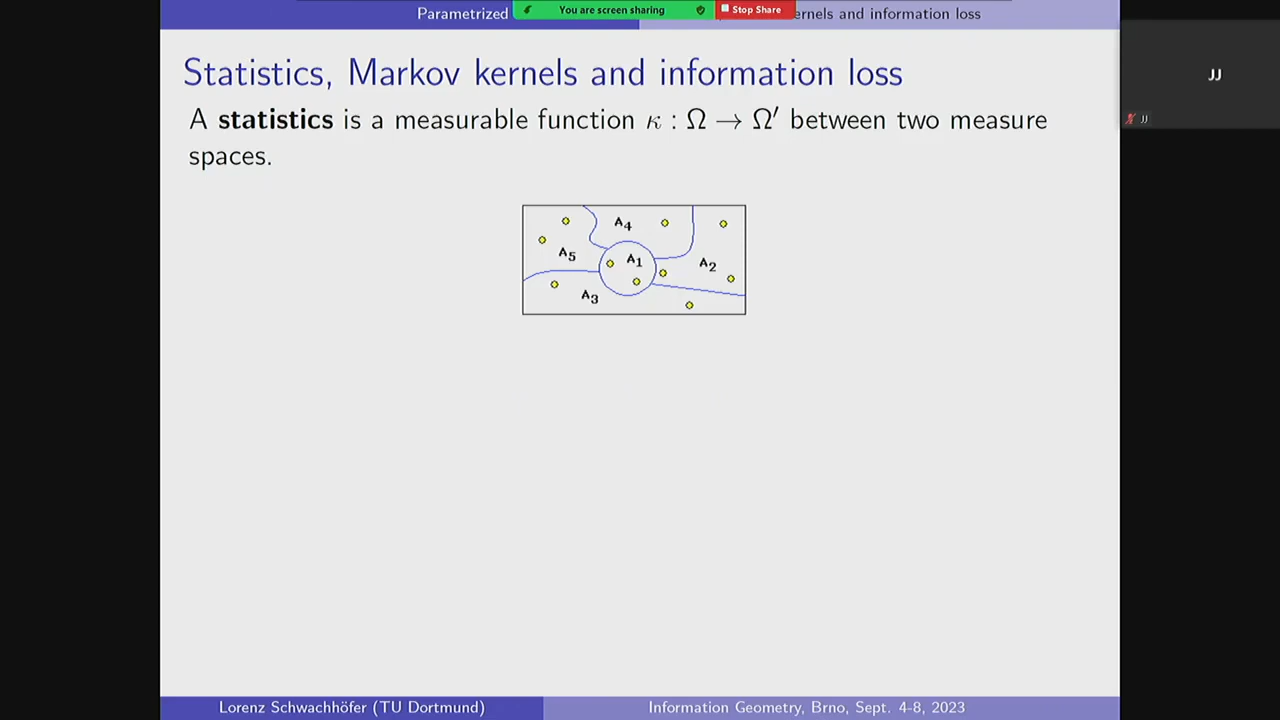 Parametrized
You are screen sharing
Stop Share
ernels and information loss
Statistics, Markov kernels and information loss
JJ
A statistics is a measurable function κ : Ω → Ω′ between two measure
spaces.
JJ
A4
A5
A1
A2
A3
Lorenz Schwachhöfer (TU Dortmund)
Information Geometry, Brno, Sept. 4-8, 2023